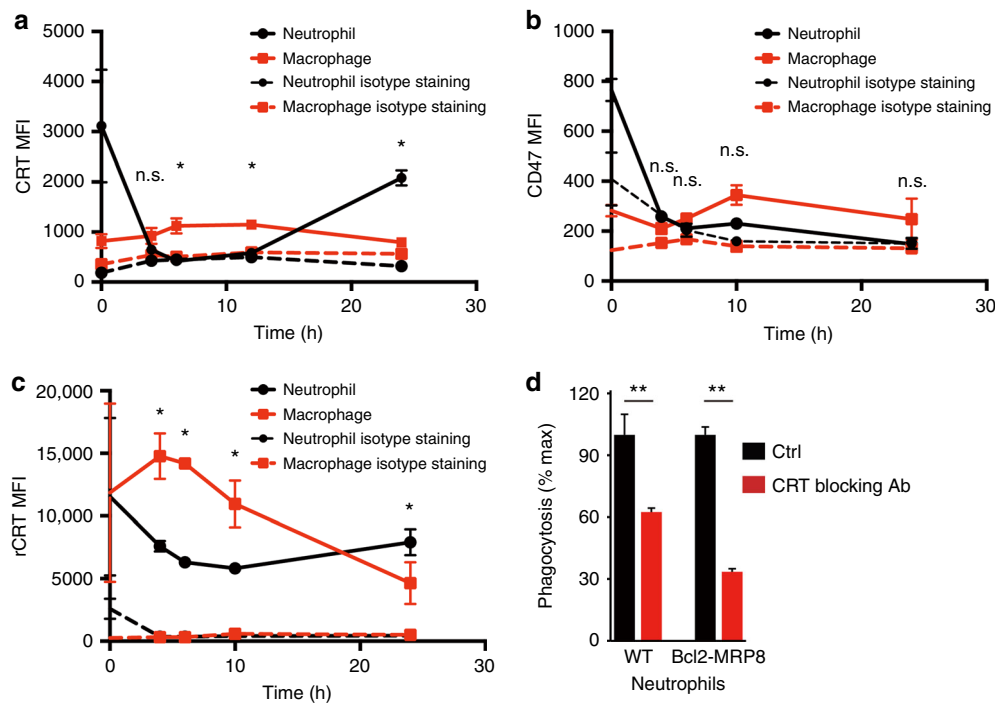 a
5000
4000
3000
2000
1000
0
CRT MFI
Neutrophil
Macrophage
Neutrophil isotype staining
Macrophage isotype staining
n.s.
*
*
*
0
10
20
30
Time (h)
b
1000
800
600
400
200
0
CD47 MFI
Neutrophil
Macrophage
Neutrophil isotype staining
Macrophage isotype staining
n.s.
n.s.
n.s.
n.s.
0
10
20
30
Time (h)
c
20,000
15,000
10,000
5000
0
rCRT MFI
Neutrophil
Macrophage
Neutrophil isotype staining
Macrophage isotype staining
*
*
*
*
0
10
20
30
Time (h)
d
120
90
60
30
0
Phagocytosis (% max)
**
**
Ctrl
CRT blocking Ab
WT
Bcl2-MRP8
Neutrophils